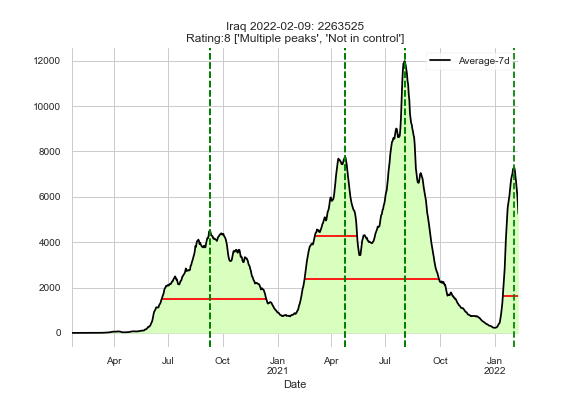 Iraq 2022-02-09: 2263525
Rating:8 ['Multiple peaks', 'Not in control']
Average-7d
12000
10000
8000
6000
4000
2000
0
Apr Jul Oct Jan Apr Jul Oct Jan
2021 2022
Date